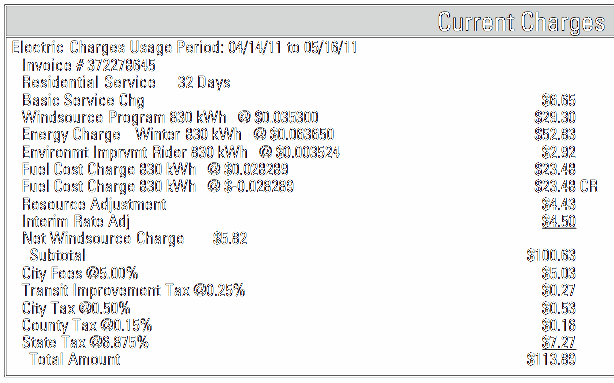 Current Charges
Electric Charges Usage Period: 04/14/11 to 05/16/11
Invoice # 372278645
Residential Service 32 Days
Basic Service Chg $6.65
Windsource Program 830 kWh @ $0.035300 $29.30
Energy Charge Winter 830 kWh @ $0.063650 $52.83
Environmt Imprvmt Rider 830 kWh @ $0.003524 $2.92
Fuel Cost Charge 830 kWh @ $0.028289 $23.48
Fuel Cost Charge 830 kWh @ $-0.028289 $23.48 CR
Resource Adjustment $4.43
Interim Rate Adj $4.50
Net Windsource Charge $5.82
Subtotal $100.63
City Fees @5.00% $5.03
Transit Improvement Tax @0.25% $0.27
City Tax @0.50% $0.53
County Tax @0.15% $0.16
State Tax @6.875% $7.27
Total Amount $113.89